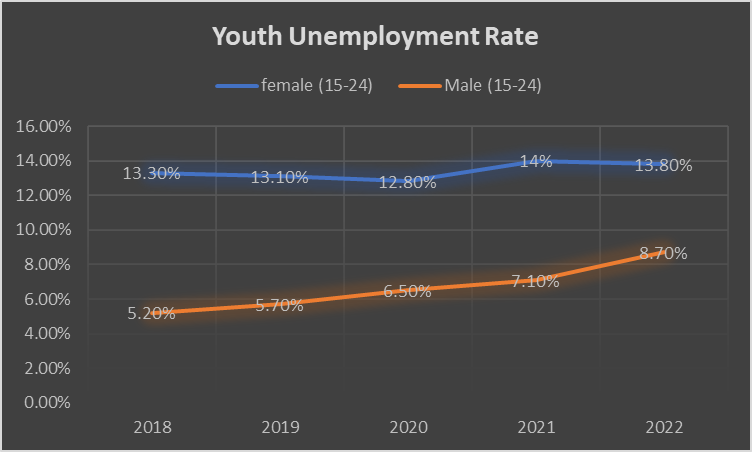 Youth Unemployment Rate
female (15-24) Male (15-24)
16.00%
14.00%
12.00%
10.00%
8.00%
6.00%
4.00%
2.00%
0.00%
13.30% 13.10% 12.80% 14% 13.80%
5.20% 5.70% 6.50% 7.10% 8.70%
2018 2019 2020 2021 2022